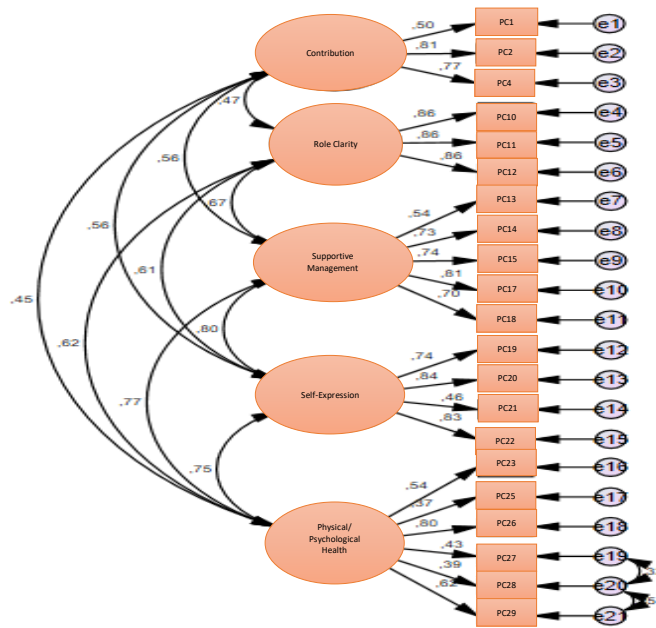 Contribution
.50
PC1
e1
.81
PC2
e2
.77
PC4
e3
.47
Role Clarity
.86
PC10
e4
.86
PC11
e5
.86
PC12
e6
.56
.67
Supportive
Management
.54
PC13
e7
.73
PC14
e8
.74
PC15
e9
.81
PC17
e10
.70
PC18
e11
.56
.61
.45
.62
.80
Self-Expression
.74
PC19
e12
.84
PC20
e13
.46
PC21
e14
.83
PC22
e15
.77
.75
Physical/
Psychological
Health
.54
PC23
e16
.37
PC25
e17
.80
PC26
e18
.43
PC27
e19
.39
PC28
e20
PC29
e21